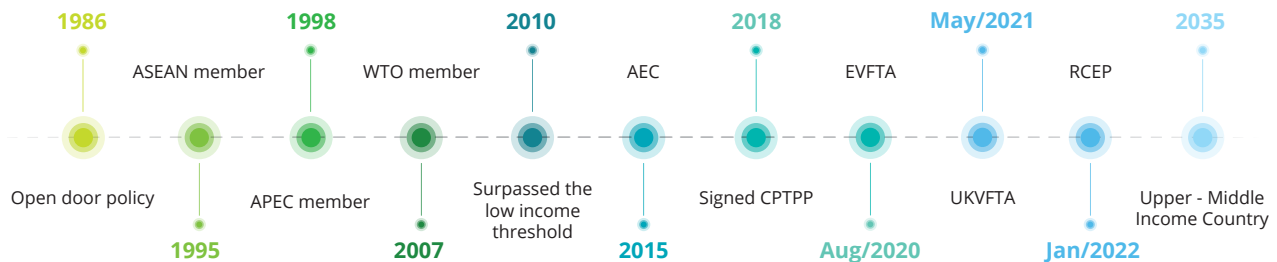 1986
1998
2010
2018
May/2021
2035
ASEAN member
WTO member
AEC
EVFTA
RCEP
Open door policy
APEC member
Surpassed the
low income
threshold
Signed CPTPP
UKVFTA
Upper - Middle
Income Country
1995
2007
2015
Aug/2020
Jan/2022